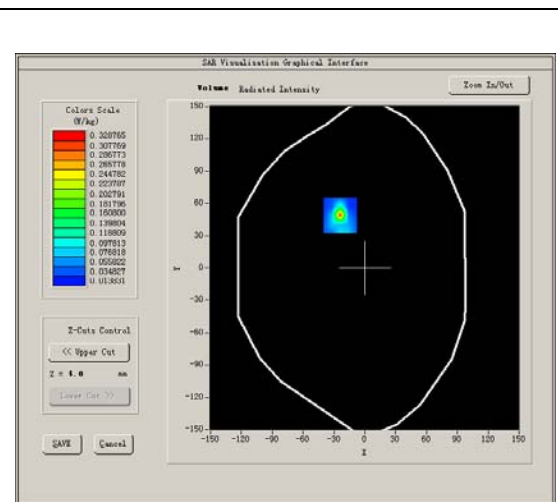 SAR Visualisation Graphical Interface
Volume Radiated Intensity
Zoom In/Out
Colors Scale
(W/kg)
0.328765
0.307769
0.286773
0.265778
0.244782
0.223787
0.202791
0.181796
0.160800
0.139804
0.118809
0.097813
0.076818
0.055822
0.034827
0.013831
Z-Cuts Control
<< Upper Cut
Z = 4.0 mm
Lower Cut >>
SAVE Cancel
150
120
90
60
30
0
-30
-60
-90
-120
-150
Y
-150 -120 -90 -60 -30 0 30 60 90 120 150
X